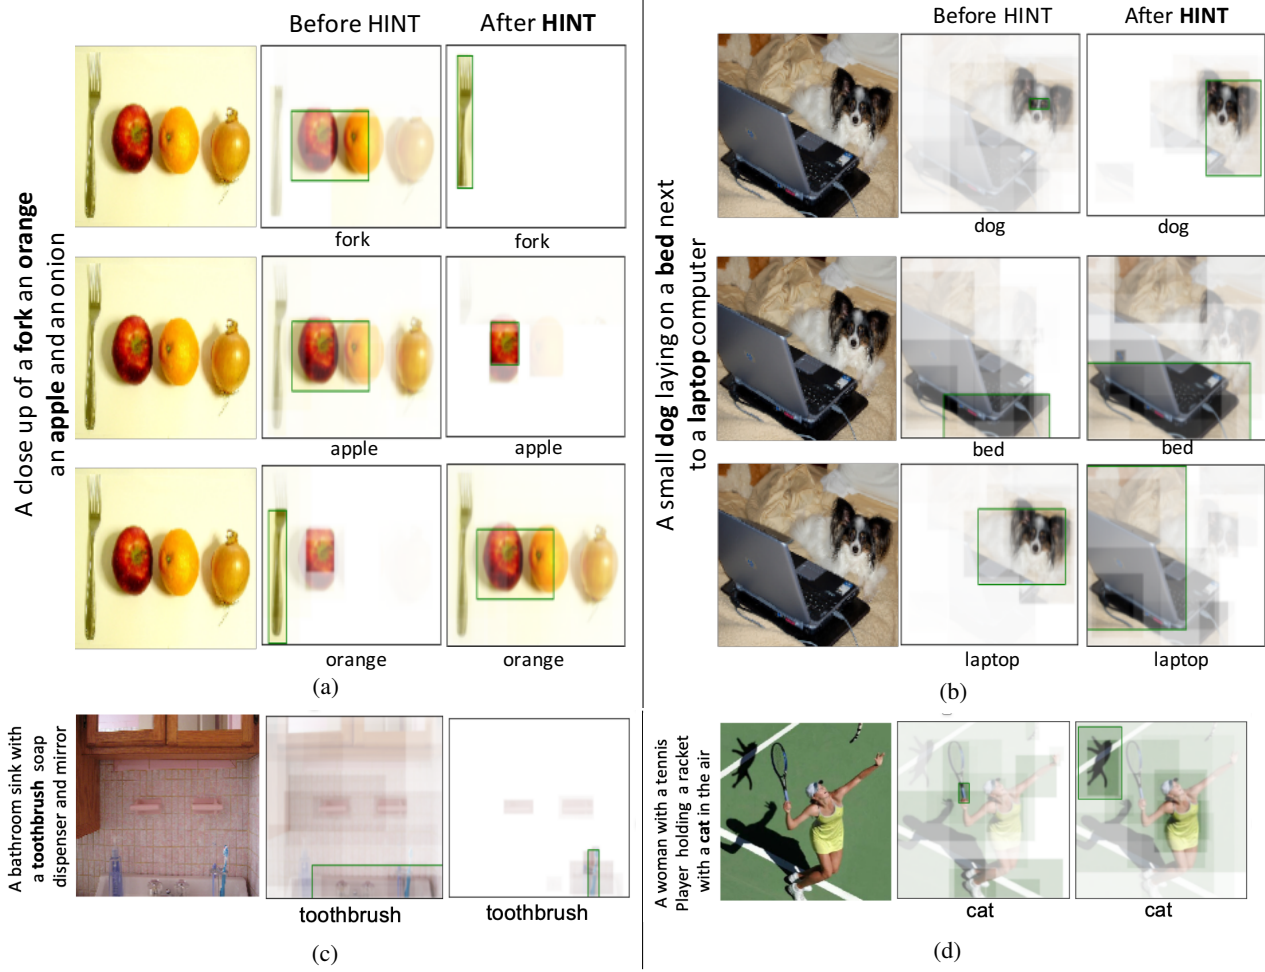 Before HINT
After HINT
A close up of a fork an orange
an apple and an onion
fork
fork
apple
apple
orange
orange
(a)
Before HINT
After HINT
A small dog laying on a bed next
to a laptop computer
dog
dog
bed
bed
laptop
laptop
(b)
A bathroom sink with
a toothbrush soap
dispenser and mirror
toothbrush
toothbrush
(c)
A woman with a tennis
Player holding a racket
with a cat in the air
cat
cat
(d)